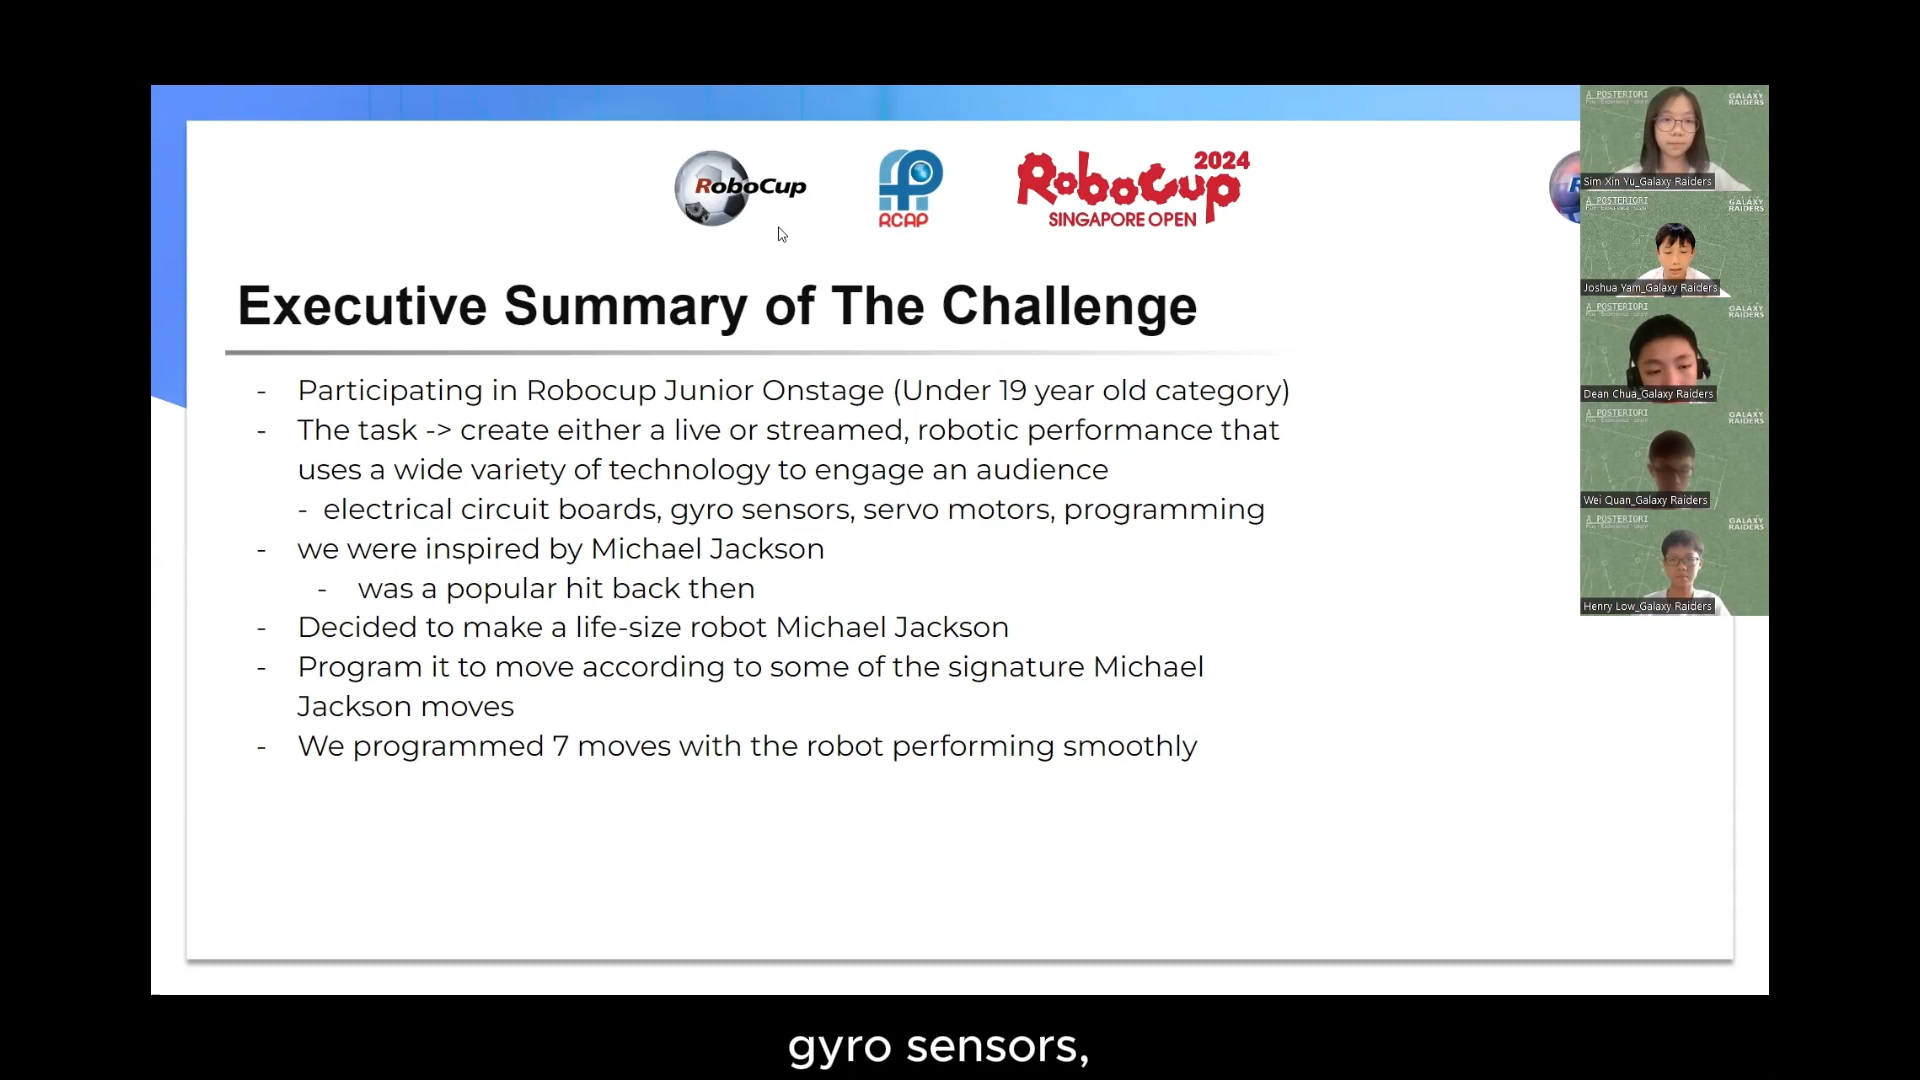 RoboCup
RCAP
RoboCup 2024
SINGAPORE OPEN
Executive Summary of The Challenge
- Participating in Robocup Junior Onstage (Under 19 year old category)
- The task -> create either a live or streamed, robotic performance that
uses a wide variety of technology to engage an audience
- electrical circuit boards, gyro sensors, servo motors, programming
- we were inspired by Michael Jackson
- was a popular hit back then
- Decided to make a life-size robot Michael Jackson
- Program it to move according to some of the signature Michael
Jackson moves
- We programmed 7 moves with the robot performing smoothly
A POSTERIORI
GALAXY
RAIDERS
Sim Xin Yu_Galaxy Raiders
A POSTERIORI
GALAXY
RAIDERS
Joshua Yam_Galaxy Raiders
A POSTERIORI
GALAXY
RAIDERS
Dean Chua_Galaxy Raiders
A POSTERIORI
GALAXY
RAIDERS
Wei Quan_Galaxy Raiders
A POSTERIORI
GALAXY
RAIDERS
Henry Low_Galaxy Raiders
gyro sensors,